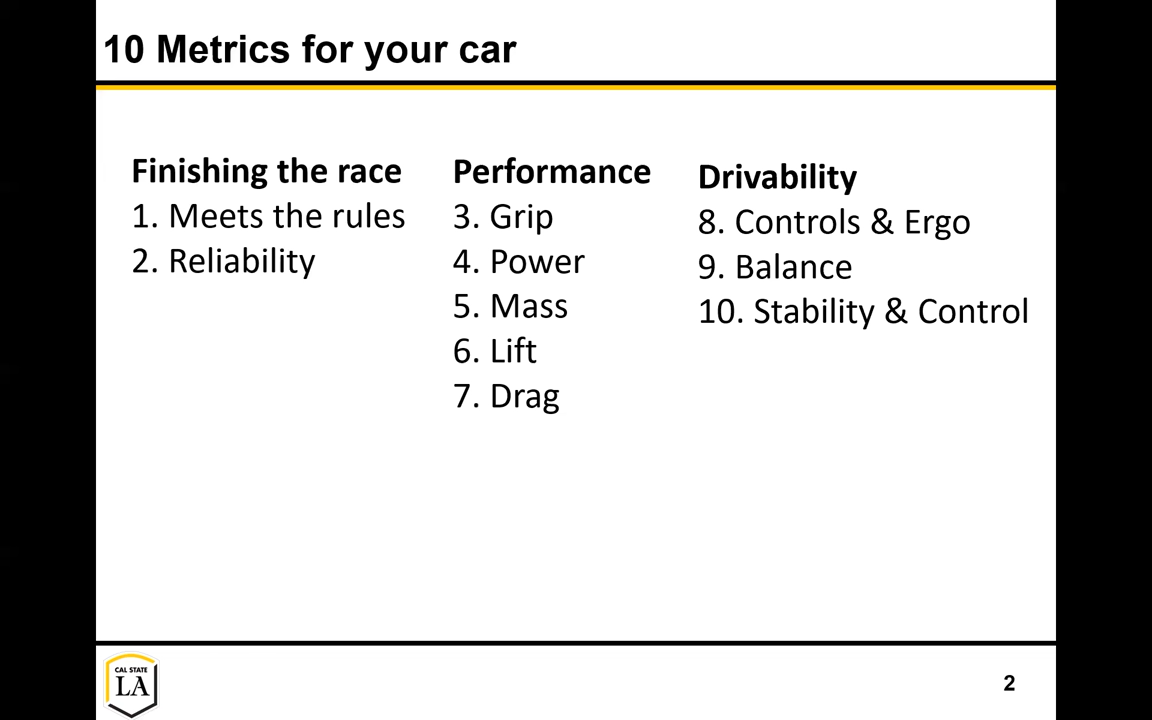 10 Metrics for your car
Finishing the race
1. Meets the rules
2. Reliability
Performance
3. Grip
4. Power
5. Mass
6. Lift
7. Drag
Drivability
8. Controls & Ergo
9. Balance
10. Stability & Control
CAL STATE
LA
2